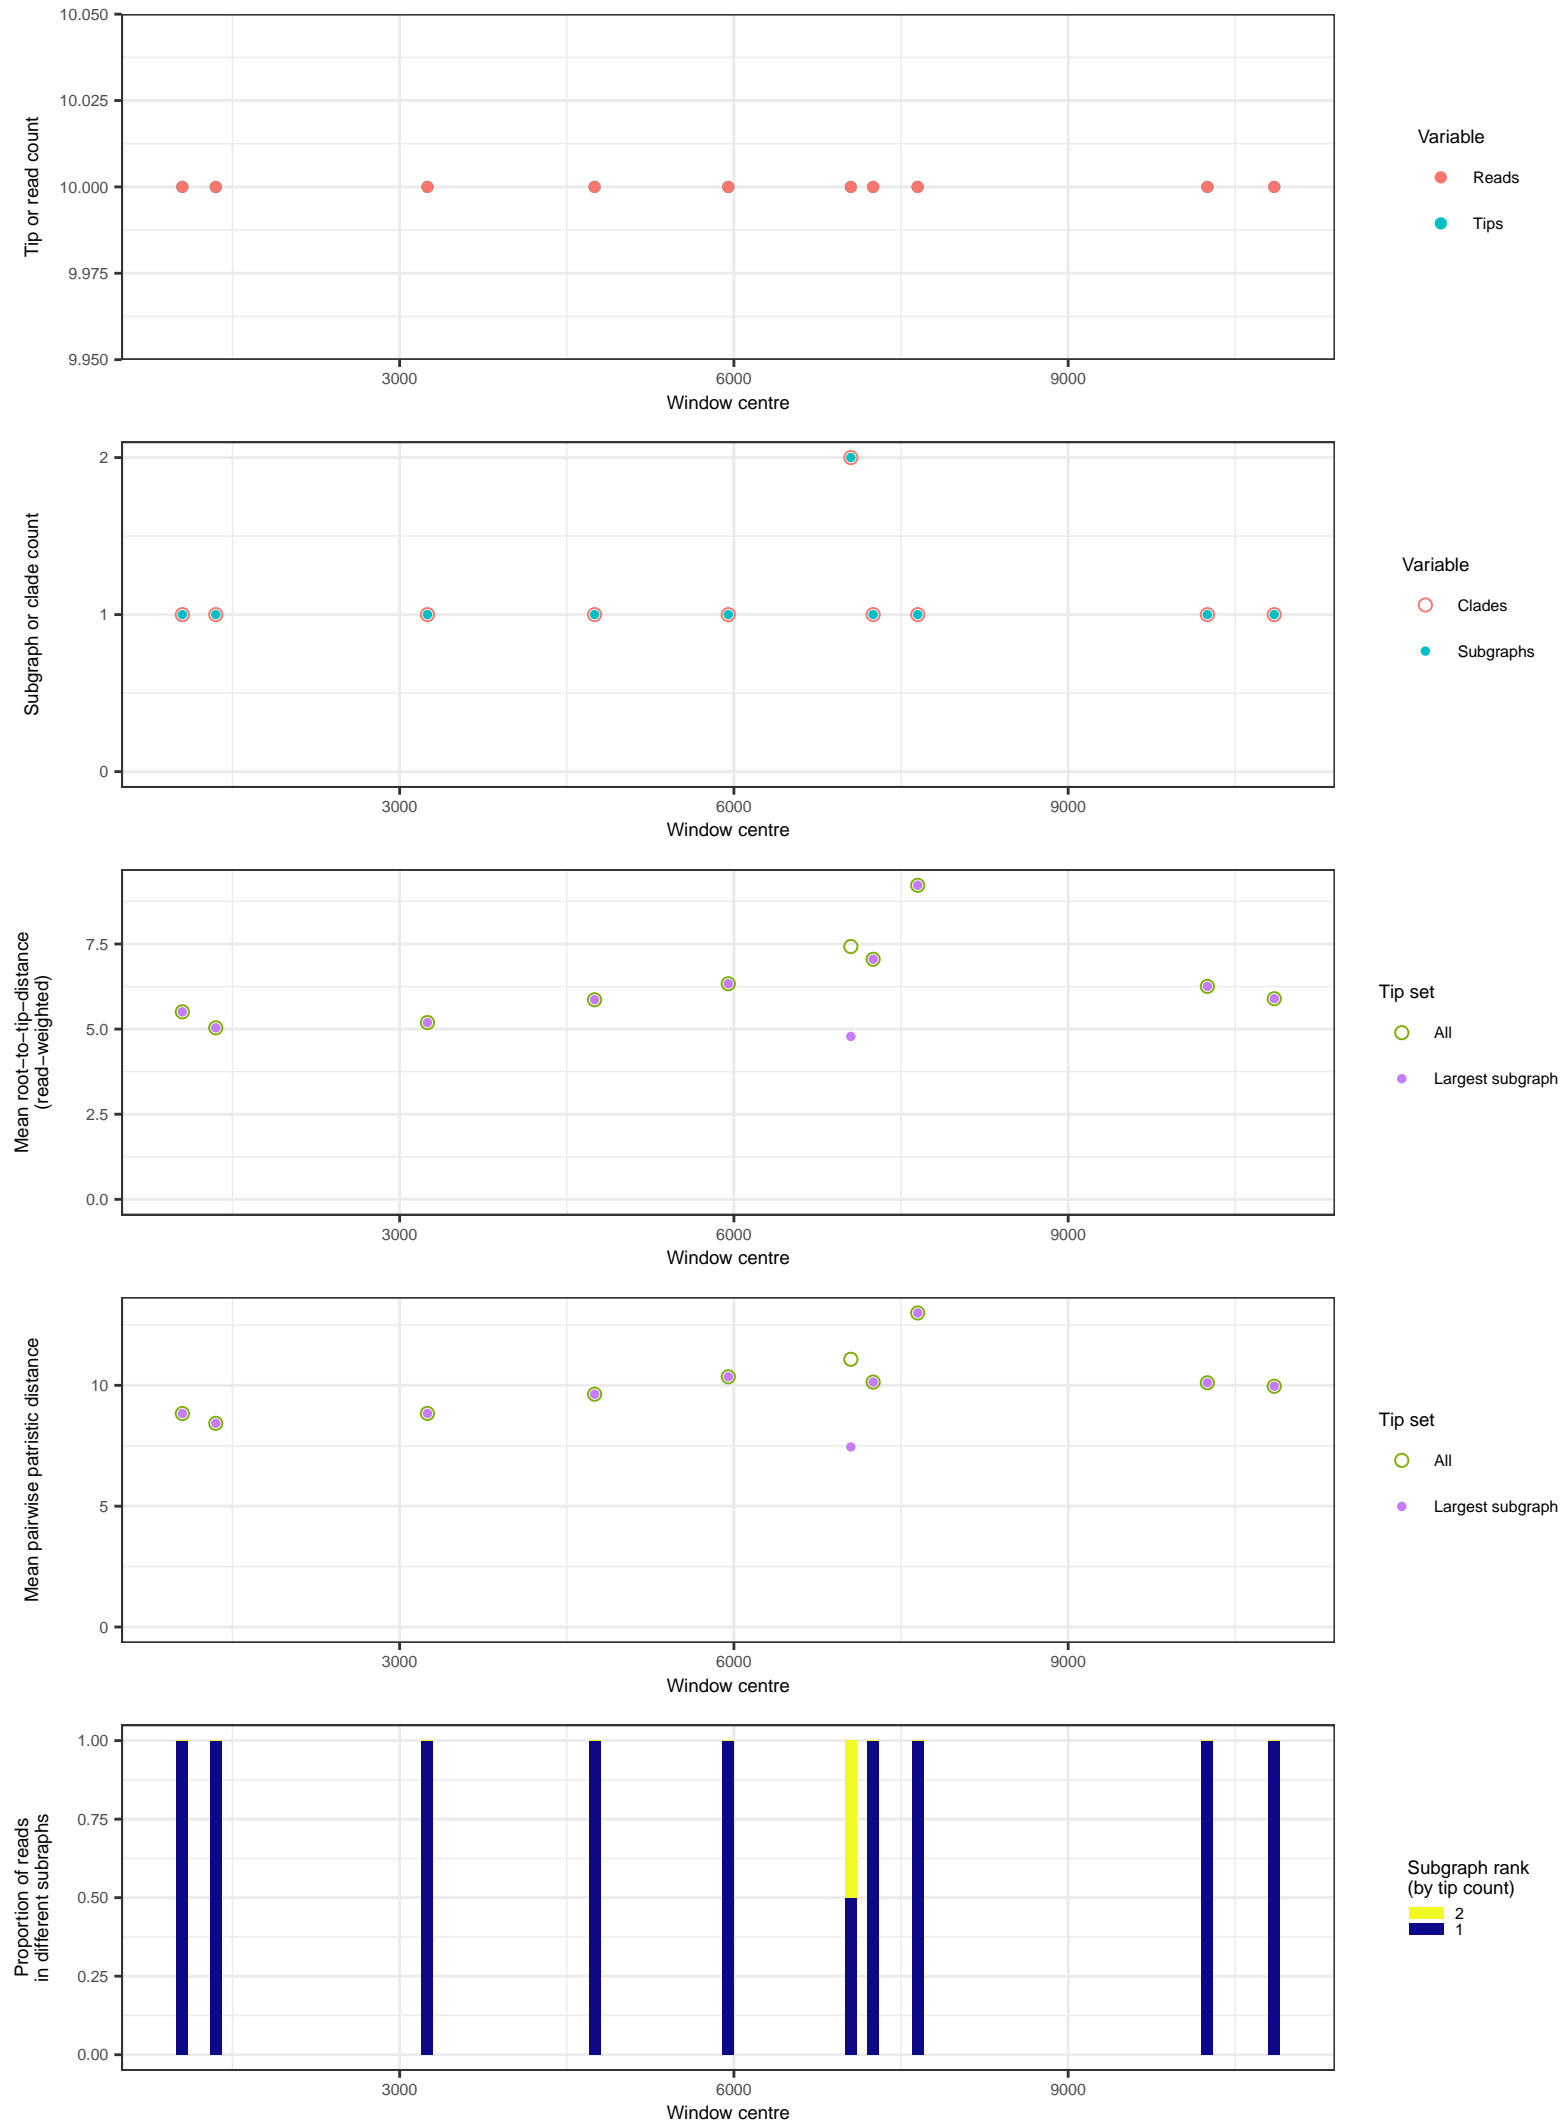 10.050
10.025
10.000
9.975
9.950
Tip or read count
3000 6000 9000
Window centre
Variable
Reads
Tips
2
1
0
Subgraph or clade count
3000 6000 9000
Window centre
Variable
Clades
Subgraphs
7.5
5.0
2.5
0.0
Mean root−to−tip−distance
(read−weighted)
3000 6000 9000
Window centre
Tip set
All
Largest subgraph
10
5
0
Mean pairwise patristic distance
3000 6000 9000
Window centre
Tip set
All
Largest subgraph
1.00
0.75
0.50
0.25
0.00
Proportion of reads
in different subraphs
3000 6000 9000
Window centre
Subgraph rank
(by tip count)
2
1